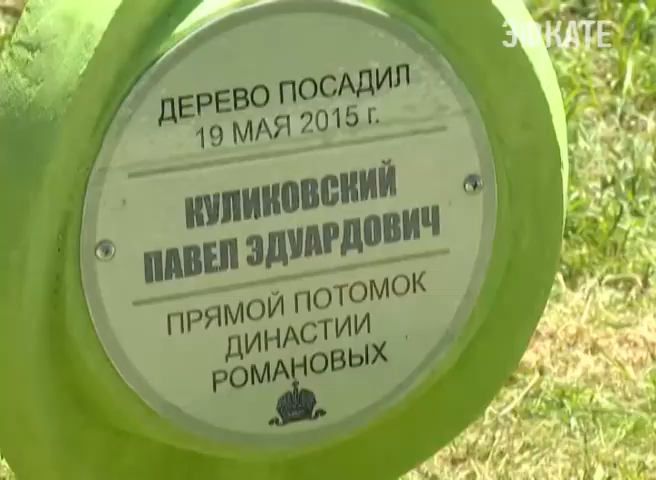 ДЕРЕВО ПОСАДИЛ
19 МАЯ 2015 г.
КУЛИКОВСКИЙ
ПАВЕЛ ЭДУАРДОВИЧ
ПРЯМОЙ ПОТОМОК
ДИНАСТИИ
РОМАНОВЫХ